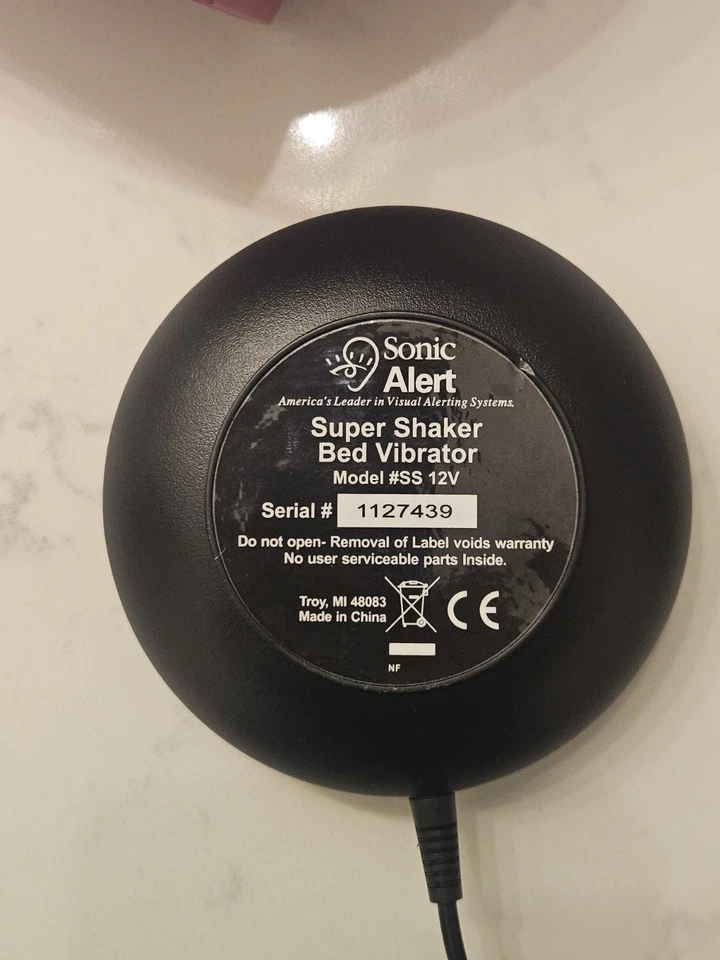 Sonic
Alert
America's Leader in Visual Alerting Systems.
Super Shaker
Bed Vibrator
Model #SS 12V
Serial # 1127439
Do not open- Removal of Label voids warranty
No user serviceable parts Inside.
Troy, MI 48083
Made in China
CE
NF